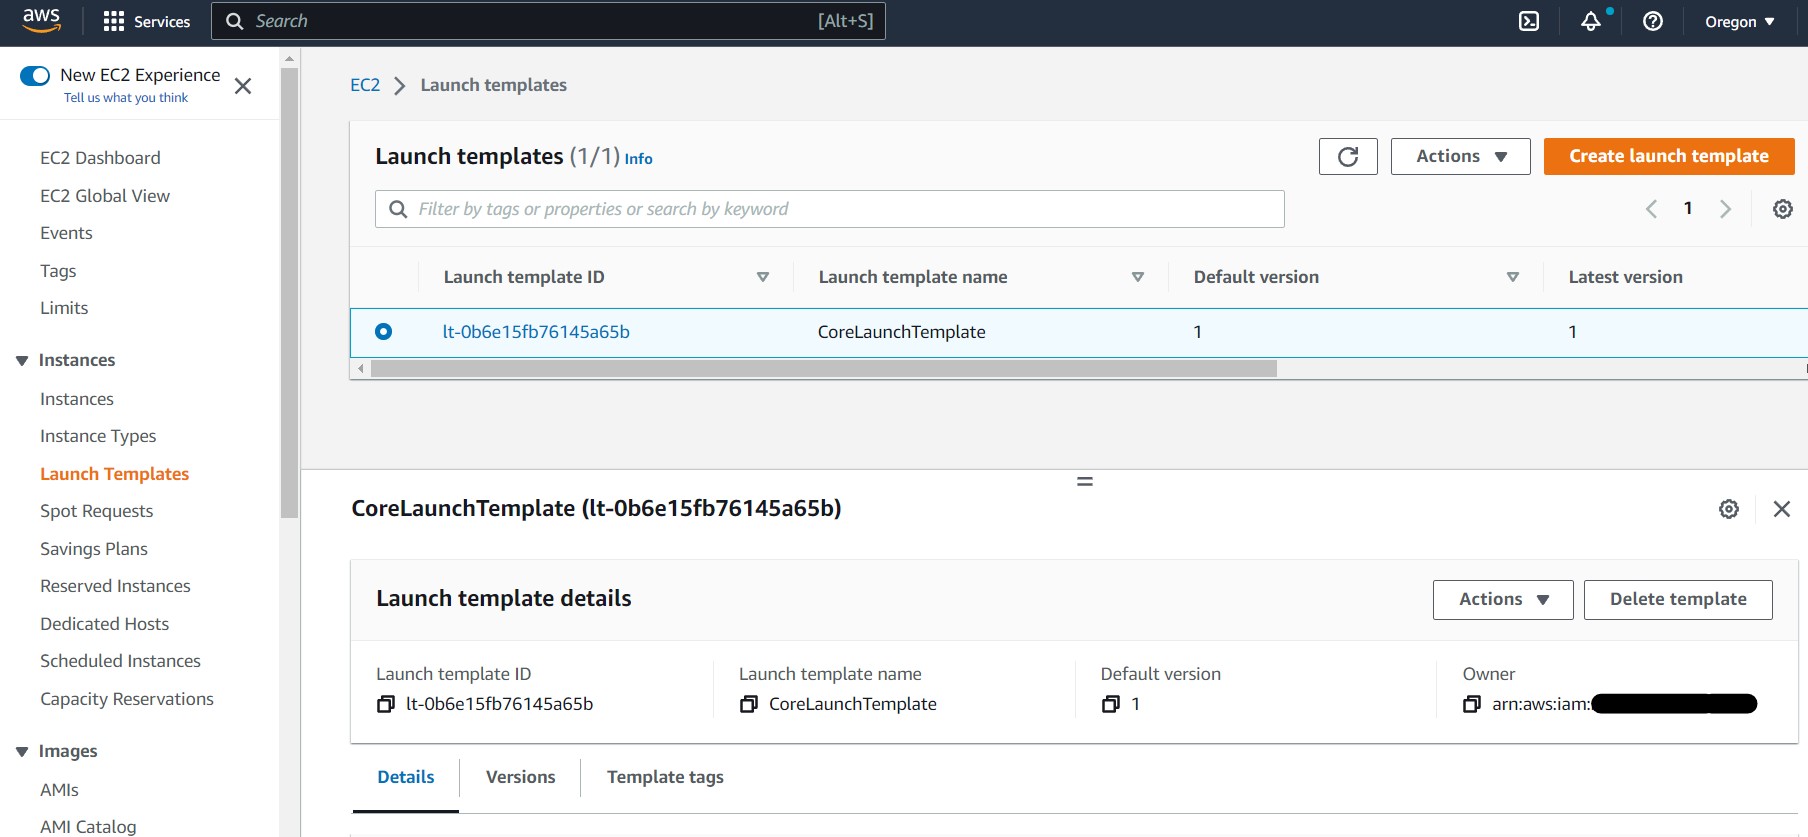 aws Services Search [Alt+S] Oregon
New EC2 Experience
Tell us what you think
EC2 Dashboard
EC2 Global View
Events
Tags
Limits
Instances
Instances
Instance Types
Launch Templates
Spot Requests
Savings Plans
Reserved Instances
Dedicated Hosts
Scheduled Instances
Capacity Reservations
Images
AMIs
AMI Catalog
EC2 Launch templates
Launch templates (1/1) Info Actions Create launch template
Filter by tags or properties or search by keyword 1
Launch template ID Launch template name Default version Latest version
lt-0b6e15fb76145a65b CoreLaunchTemplate 1 1
CoreLaunchTemplate (lt-0b6e15fb76145a65b)
Launch template details Actions Delete template
Launch template ID Launch template name Default version Owner
lt-0b6e15fb76145a65b CoreLaunchTemplate 1 arn:aws:iam:
Details Versions Template tags